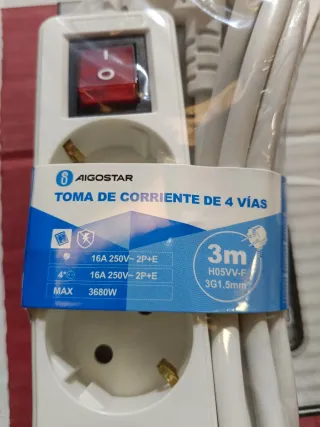 I
O
AIGOSTAR
TOMA DE CORRIENTE DE 4 VÍAS
16A 250V~ 2P+E
4* 16A 250V~ 2P+E
MAX 3680W
3m
H05VV-F
3G1.5mm²